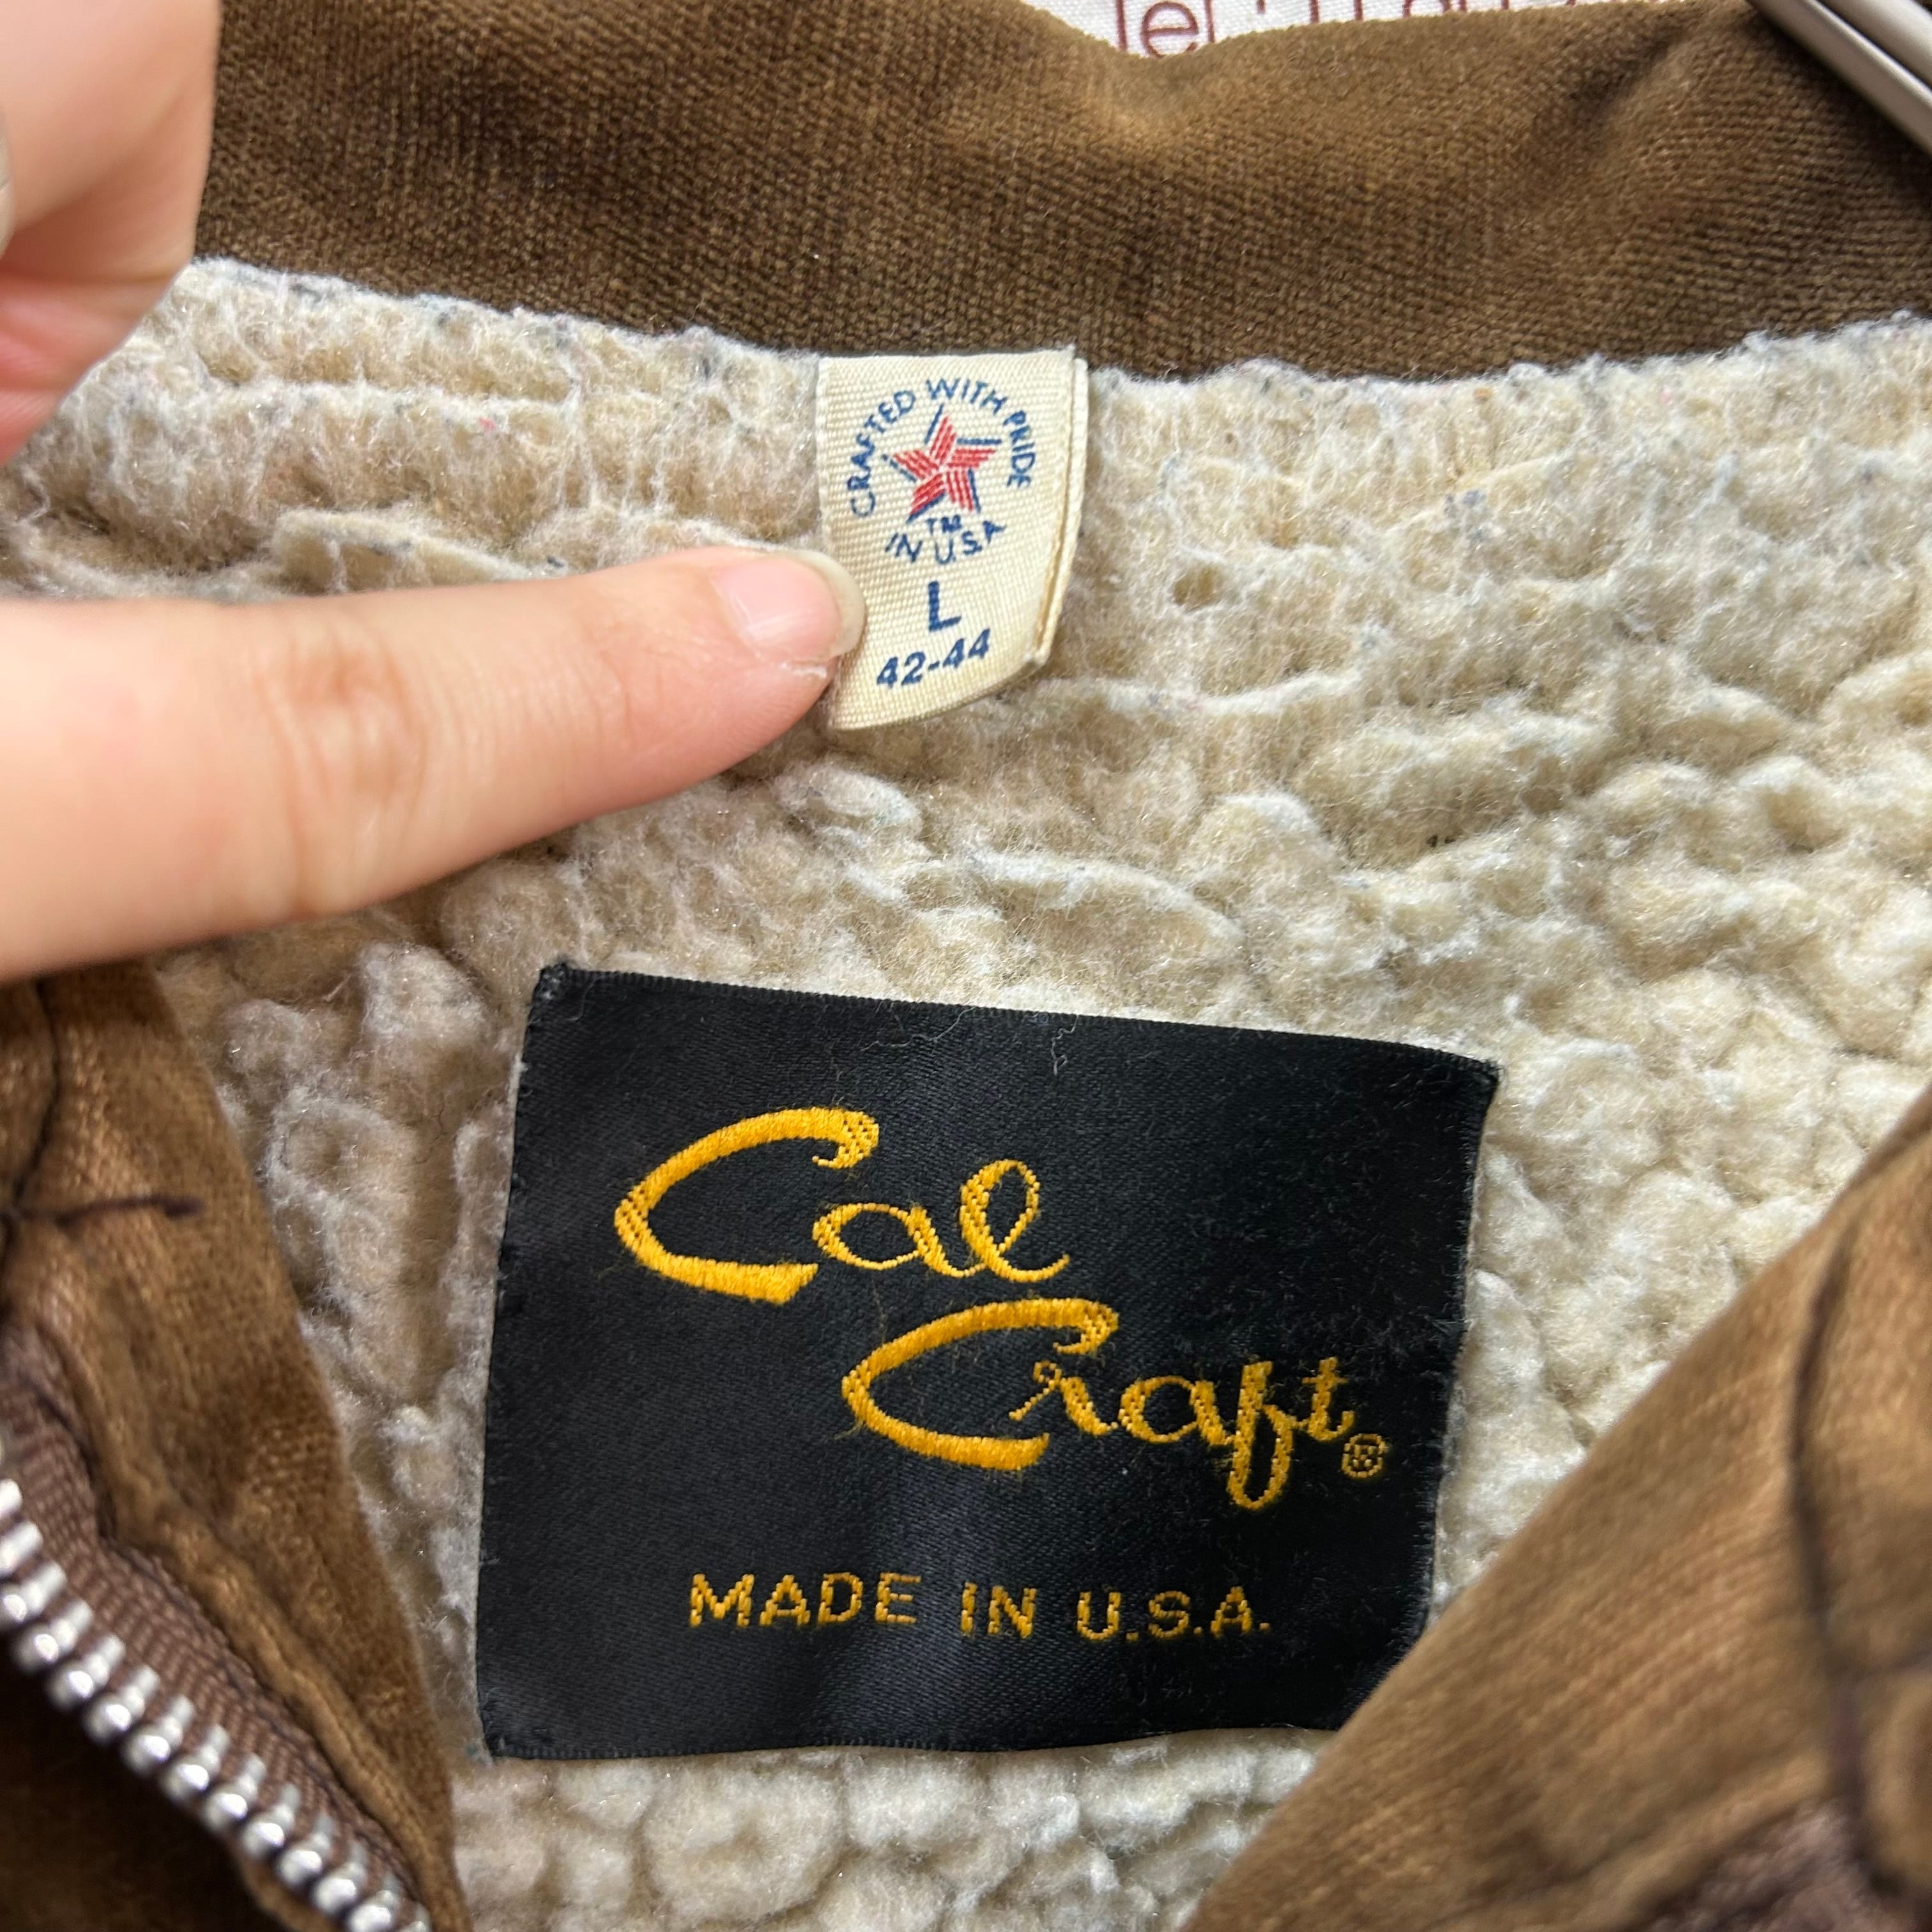 CRAFTED WITH PRIDE
TM
IN U.S.A
L
42-44
Cal
Craft®
MADE IN U.S.A.